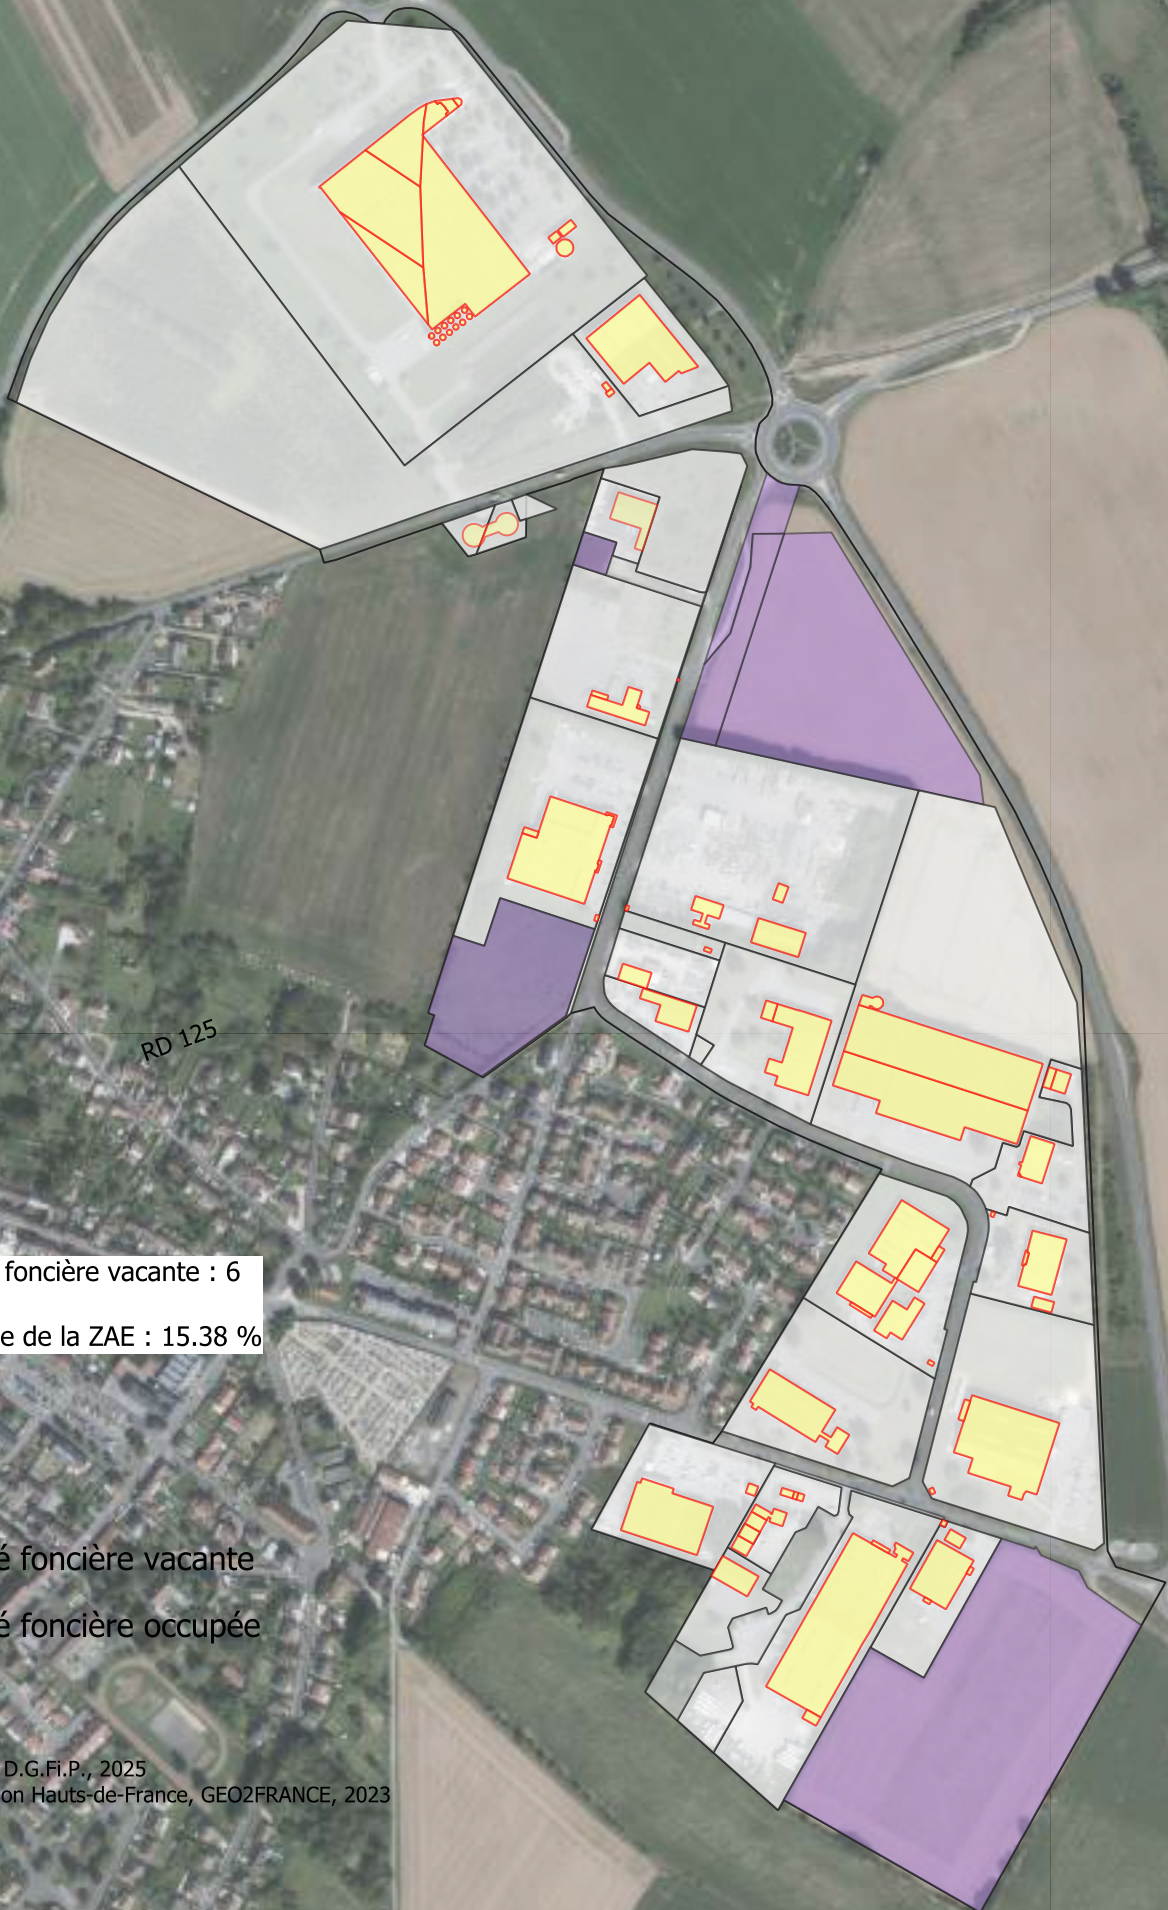 RD 125
foncière vacante : 6
e de la ZAE : 15.38 %
é foncière vacante
é foncière occupée
D.G.Fi.P., 2025
on Hauts-de-France, GEO2FRANCE, 2023